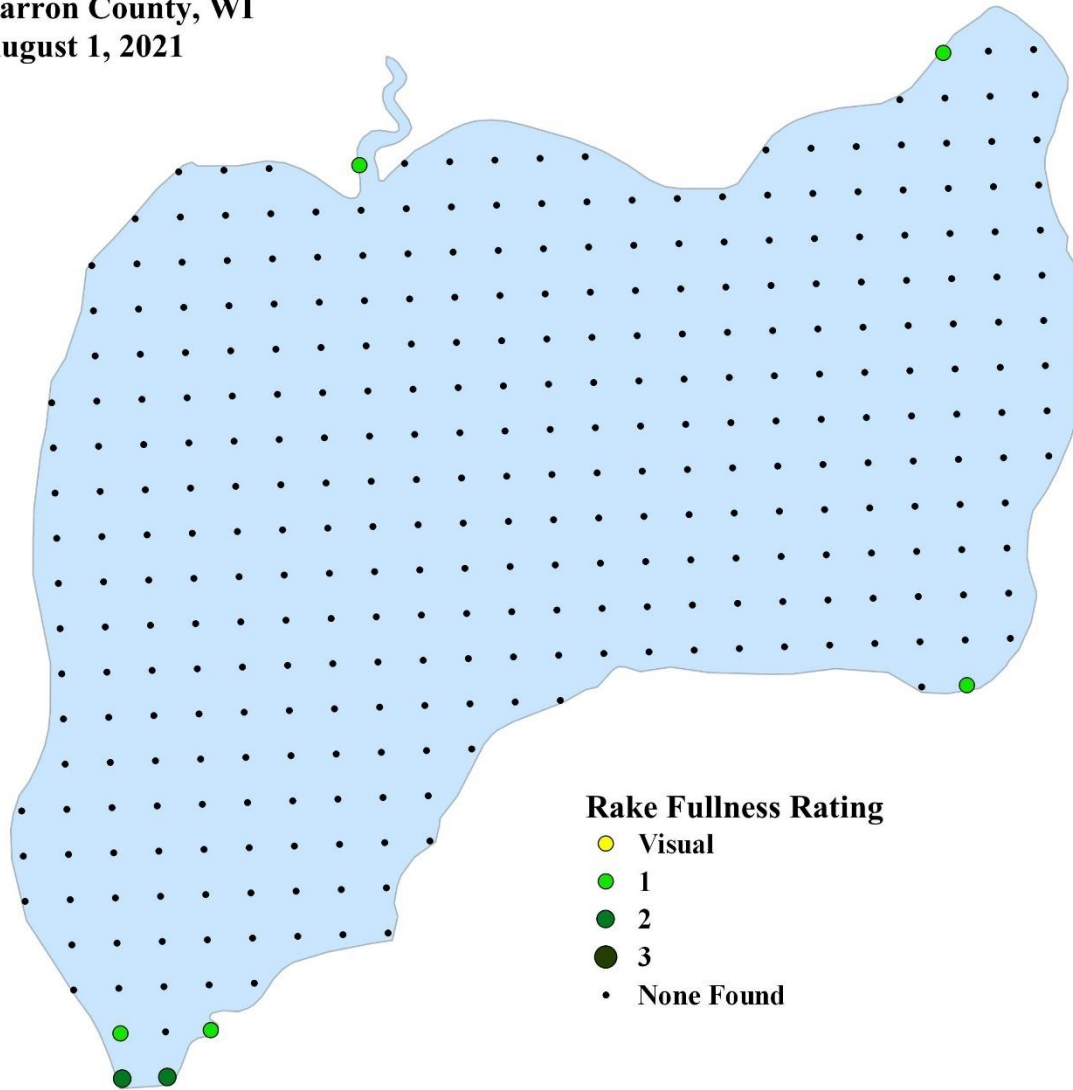 arron County, WI
ugust 1, 2021
Rake Fullness Rating
Visual
1
2
3
None Found